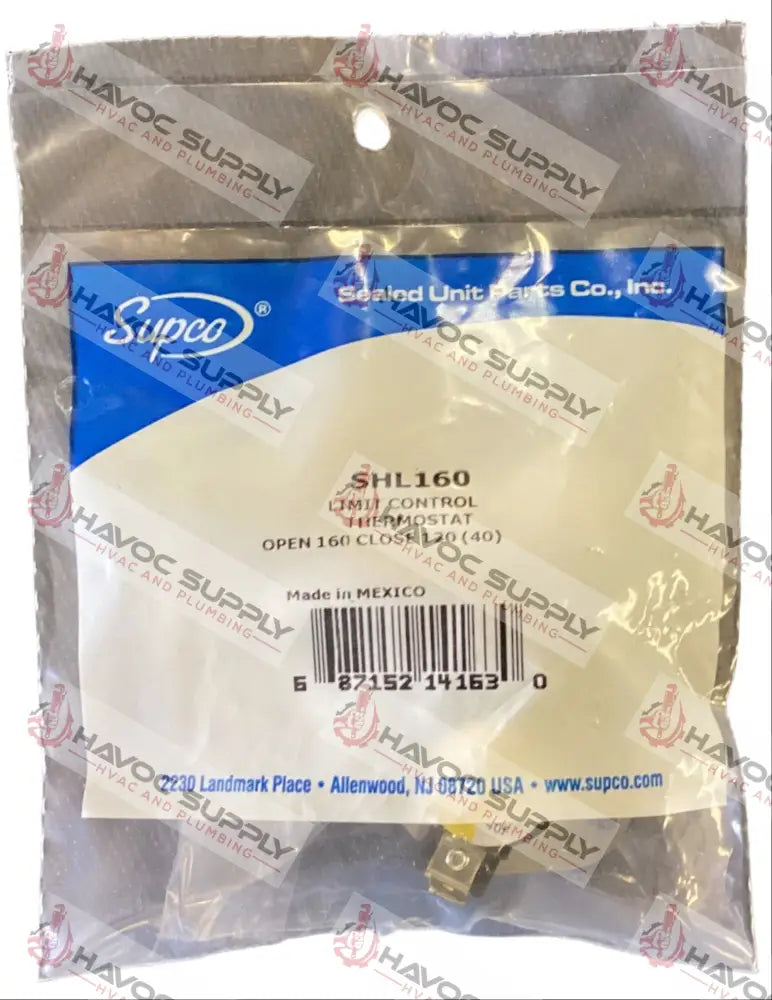 Supco®
Sealed Unit Parts Co., Inc.
SHL160
LIMIT CONTROL
THERMOSTAT
OPEN 160 CLOSE 120 (40)
Made in MEXICO
6 87152 14163 0
2230 Landmark Place • Allenwood, NJ 08720 USA • www.supco.com
HAVOC SUPPLY
HVAC AND PLUMBING